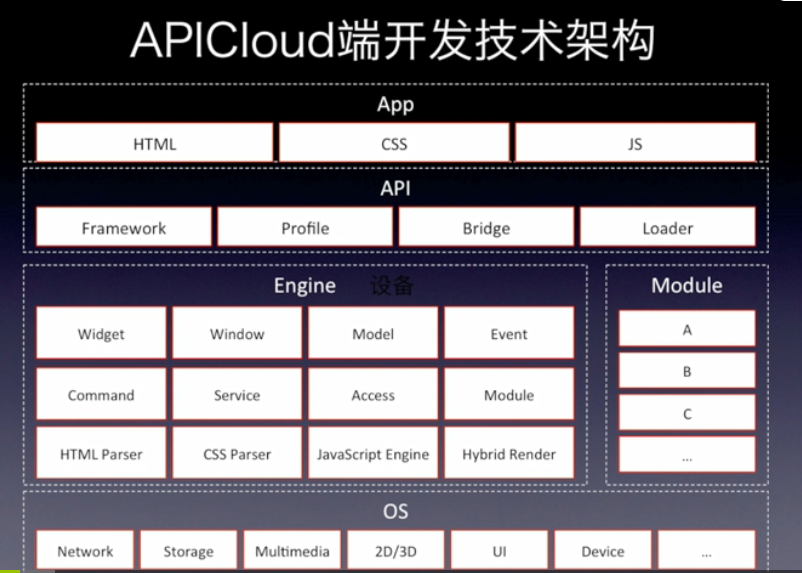 APICloud端开发技术架构
App
HTML CSS JS
API
Framework Profile Bridge Loader
Engine 设备
Widget Window Model Event
Command Service Access Module
HTML Parser CSS Parser JavaScript Engine Hybrid Render
Module
A
B
C
...
OS
Network Storage Multimedia 2D/3D UI Device ...